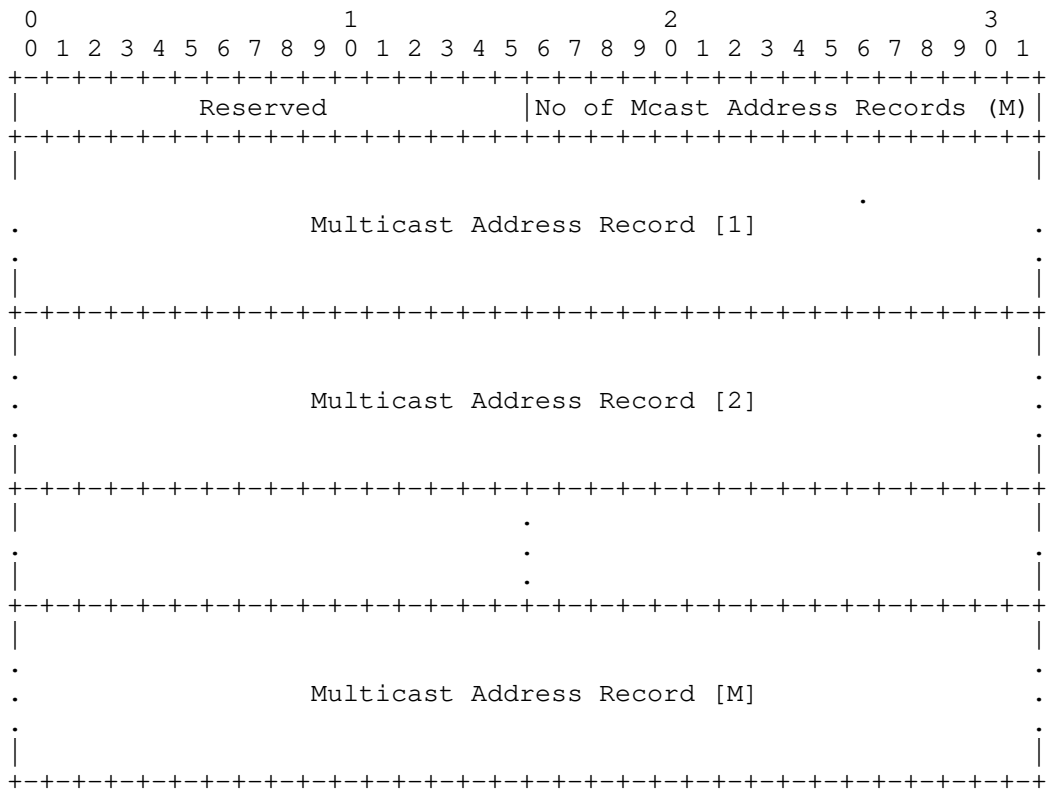 0                   1                   2                   3
 0 1 2 3 4 5 6 7 8 9 0 1 2 3 4 5 6 7 8 9 0 1 2 3 4 5 6 7 8 9 0 1
+-+-+-+-+-+-+-+-+-+-+-+-+-+-+-+-+-+-+-+-+-+-+-+-+-+-+-+-+-+-+-+-+
|           Reserved            |No of Mcast Address Records (M)|
+-+-+-+-+-+-+-+-+-+-+-+-+-+-+-+-+-+-+-+-+-+-+-+-+-+-+-+-+-+-+-+-+
|                                                               |
                                                     .
.                  Multicast Address Record [1]                 .
.                                                               .
|                                                               |
+-+-+-+-+-+-+-+-+-+-+-+-+-+-+-+-+-+-+-+-+-+-+-+-+-+-+-+-+-+-+-+-+
|                                                               |
.                                                               .
.                  Multicast Address Record [2]                 .
.                                                               .
|                                                               |
+-+-+-+-+-+-+-+-+-+-+-+-+-+-+-+-+-+-+-+-+-+-+-+-+-+-+-+-+-+-+-+-+
|                               .                               |
.                               .                               .
|                               .                               |
+-+-+-+-+-+-+-+-+-+-+-+-+-+-+-+-+-+-+-+-+-+-+-+-+-+-+-+-+-+-+-+-+
|                                                               |
.                                                               .
.                  Multicast Address Record [M]                 .
.                                                               .
|                                                               |
+-+-+-+-+-+-+-+-+-+-+-+-+-+-+-+-+-+-+-+-+-+-+-+-+-+-+-+-+-+-+-+-+